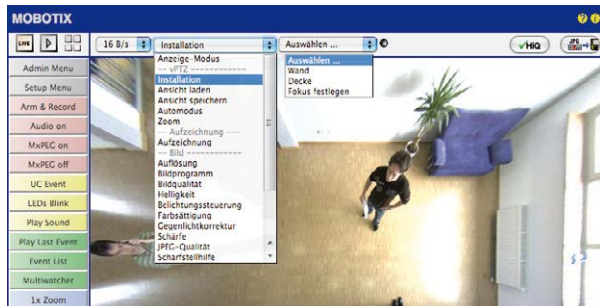 MOBOTIX
LIVE
16 B/s
Installation
Auswählen ...
HiQ
JPG
Admin Menu
Setup Menu
Arm & Record
Audio on
MxPEG on
MxPEG off
UC Event
LEDs Blink
Play Sound
Play Last Event
Event List
Multiwatcher
1x Zoom
Anzeige-Modus
-- vPTZ -------------
Installation
Ansicht laden
Ansicht speichern
Automodus
Zoom
-- Aufzeichnung ---
Aufzeichnung
-- Bild -------------
Auflösung
Bildprogramm
Bildqualität
Helligkeit
Belichtungssteuerung
Farbsättigung
Gegenlichtkorrektur
Schärfe
JPEG-Qualität
Scharfstellhilfe
Auswählen ...
Wand
Decke
Fokus festlegen